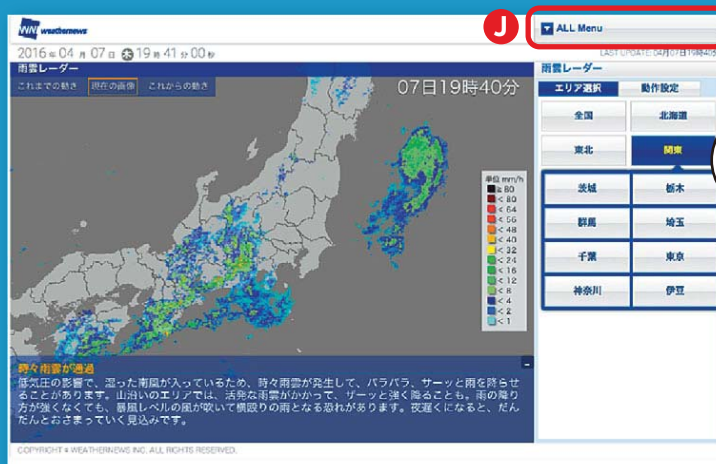 WNI weathernews
J
ALL Menu
2016年04月07日 木 19時41分00秒
LAST UPDATE:04月07日19時40分
雨雲レーダー
これまでの動き 現在の画像 これからの動き
07日19時40分
単位 mm/h
≧ 80
< 80
< 64
< 56
< 48
< 40
< 32
< 24
< 16
< 12
< 8
< 4
< 2
< 1
時々雨雲が通過
低気圧の影響で、湿った南風が入っているため、時々雨雲が発生して、パラパラ、サーッと雨を降らせ
ることがあります。山沿いのエリアでは、活発な雨雲がかかって、ザーッと強く降ることも。雨の降り
方が強くなくても、暴風レベルの風が吹いて横殴りの雨となる恐れがあります。夜遅くになると、だん
だんとおさまっていく見込みです。
雨雲レーダー
エリア選択 動作設定
全国 北海道
東北 関東
茨城 栃木
群馬 埼玉
千葉 東京
神奈川 伊豆
COPYRIGHT © WEATHERNEWS INC. ALL RIGHTS RESERVED.